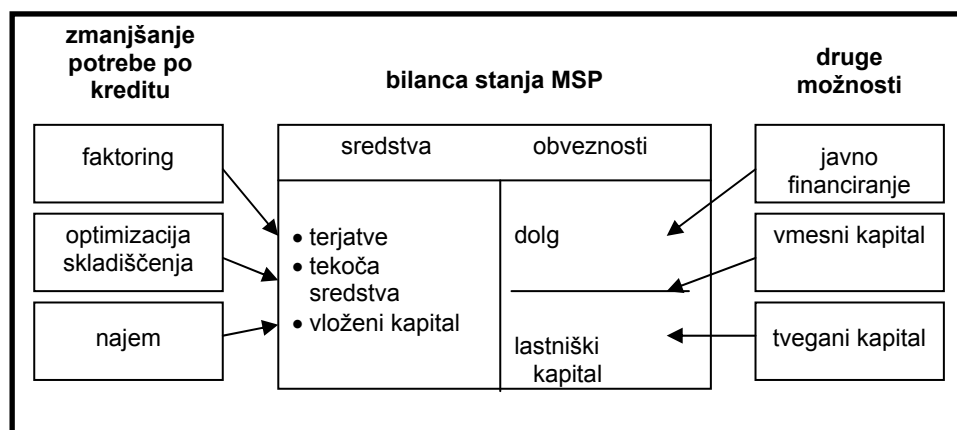 zmanjšanje
potrebe po
kreditu
bilanca stanja MSP
druge
možnosti
faktoring
optimizacija
skladiščenja
najem
sredstva
obveznosti
• terjatve
• tekoča
sredstva
• vloženi kapital
dolg
lastniški
kapital
javno
financiranje
vmesni kapital
tvegani kapital